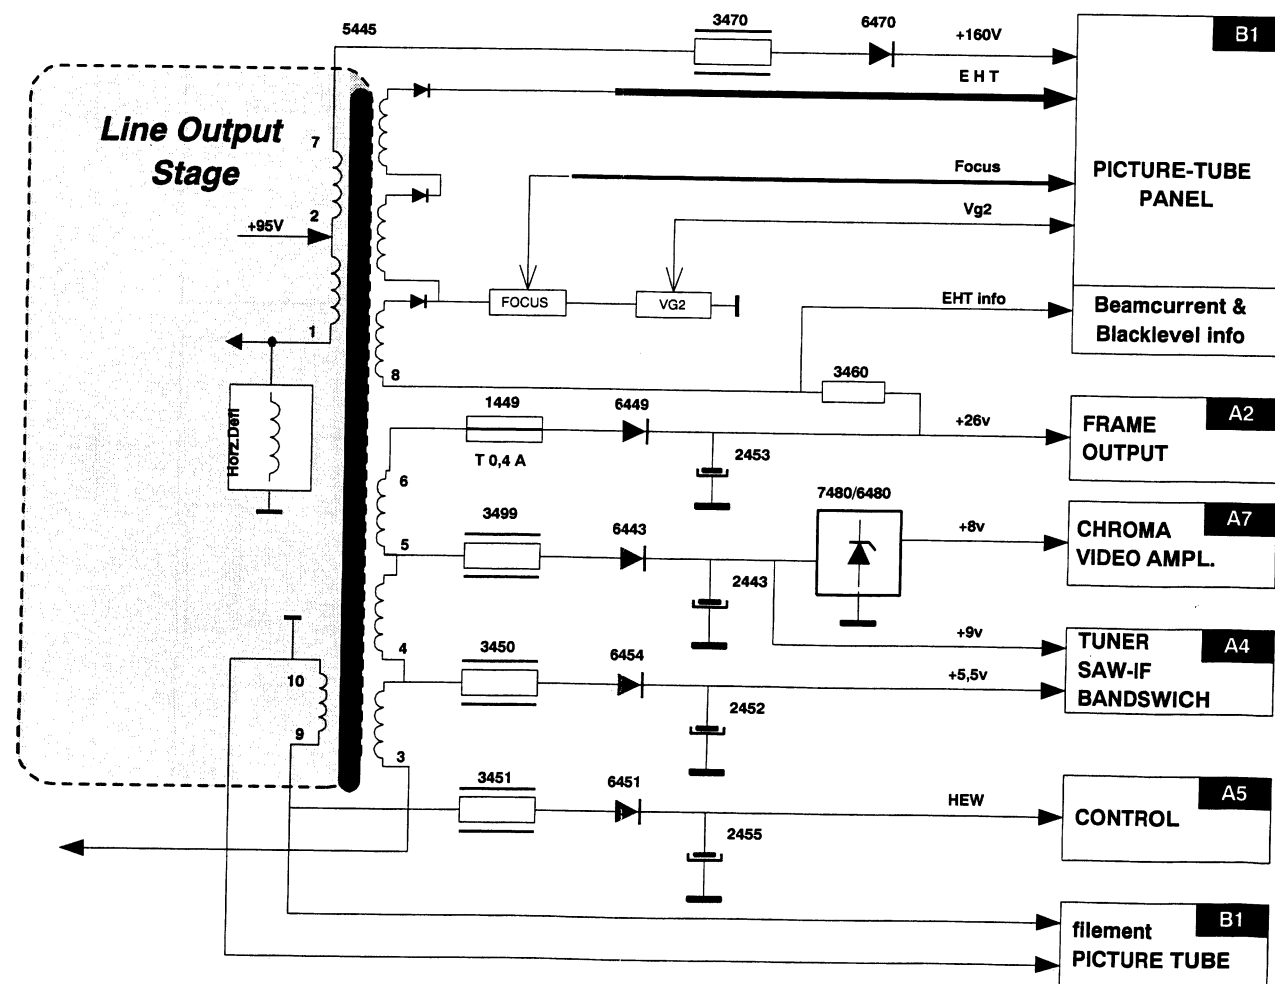 5445
3470
6470
+160V
B1
E H T
Line Output
Stage
7
2
+95V
1
Horz.Defl
Focus
Vg2
PICTURE-TUBE
PANEL
FOCUS
VG2
EHT info
Beamcurrent &
Blacklevel info
8
3460
1449
6449
T 0,4 A
2453
+26v
A2
FRAME
OUTPUT
6
3499
6443
5
2443
7480/6480
+8v
A7
CHROMA
VIDEO AMPL.
+9v
A4
TUNER
SAW-IF
BANDSWICH
4
3450
6454
+5,5v
2452
10
9
3
3451
6451
HEW
2455
A5
CONTROL
B1
filement
PICTURE TUBE